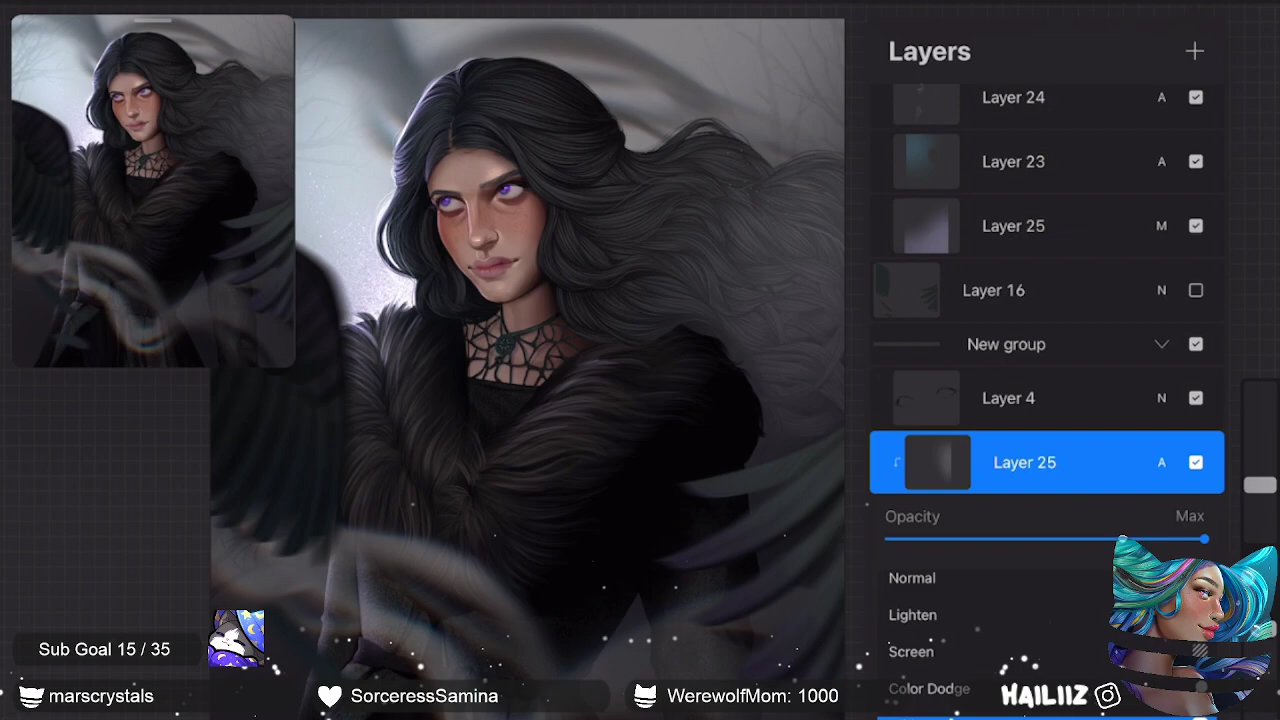 Layers
Layer 24 A
Layer 23 A
Layer 25 M
Layer 16 N
New group
Layer 4 N
Layer 25 A
Opacity Max
Normal
Lighten
Screen
Color Dodge
Sub Goal 15 / 35
marscrystals
SorceressSamina
WerewolfMom: 1000
HAILIIZ